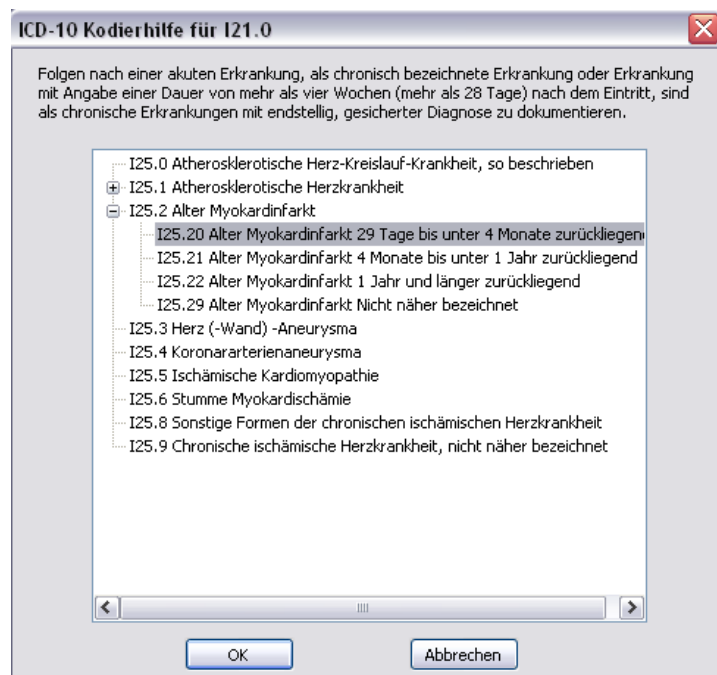 ICD-10 Kodierhilfe für I21.0
Folgen nach einer akuten Erkrankung, als chronisch bezeichnete Erkrankung oder Erkrankung
mit Angabe einer Dauer von mehr als vier Wochen (mehr als 28 Tage) nach dem Eintritt, sind
als chronische Erkrankungen mit endstellig, gesicherter Diagnose zu dokumentieren.
I25.0 Atherosklerotische Herz-Kreislauf-Krankheit, so beschrieben
I25.1 Atherosklerotische Herzkrankheit
I25.2 Alter Myokardinfarkt
I25.20 Alter Myokardinfarkt 29 Tage bis unter 4 Monate zurückliegen
I25.21 Alter Myokardinfarkt 4 Monate bis unter 1 Jahr zurückliegend
I25.22 Alter Myokardinfarkt 1 Jahr und länger zurückliegend
I25.29 Alter Myokardinfarkt Nicht näher bezeichnet
I25.3 Herz (-Wand) -Aneurysma
I25.4 Koronararterienaneurysma
I25.5 Ischämische Kardiomyopathie
I25.6 Stumme Myokardischämie
I25.8 Sonstige Formen der chronischen ischämischen Herzkrankheit
I25.9 Chronische ischämische Herzkrankheit, nicht näher bezeichnet
OK Abbrechen